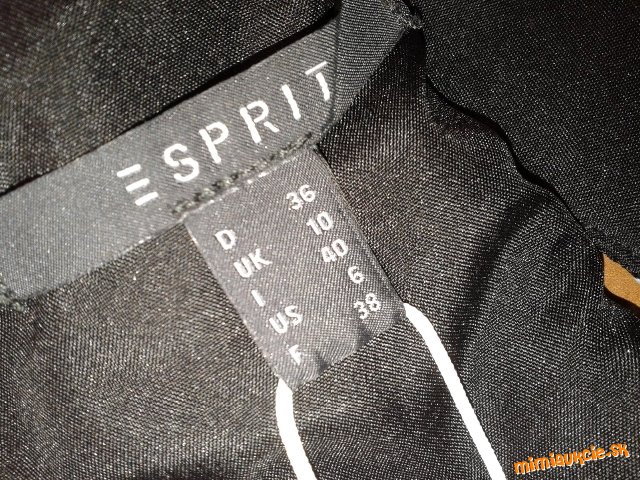 ESPRIT
D 36
UK 10
I 40
US 6
F 38
mimiaukcie.sk